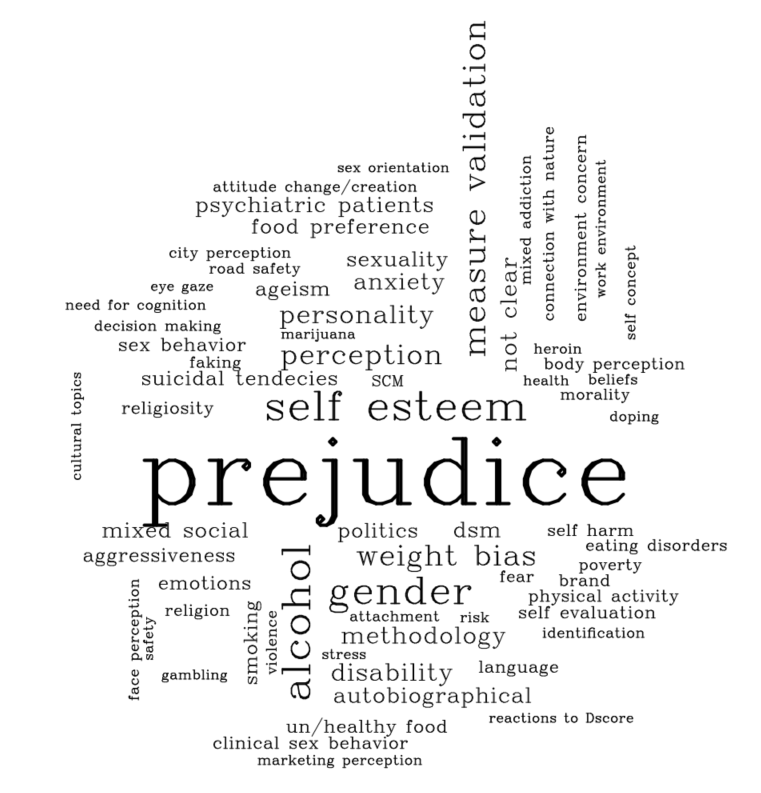 measure validation
sex orientation
attitude change/creation
psychiatric patients
food preference
mixed addiction
connection with nature
environment concern
work environment
city perception
sexuality
road safety
self concept
not clear
eye gaze
ageism
anxiety
need for cognition
personality
decision making
marijuana
sex behavior
perception
heroin
faking
body perception
suicidal tendecies
SCM
health
beliefs
morality
cultural topics
religiosity
self esteem
doping
prejudice
mixed social
politics
dsm
self harm
aggressiveness
alcohol
weight bias
eating disorders
poverty
emotions
gender
fear
brand
physical activity
face perception
safety
religion
smoking
violence
attachment
risk
self evaluation
methodology
identification
stress
gambling
disability
language
autobiographical
reactions to Dscore
un/healthy food
clinical sex behavior
marketing perception